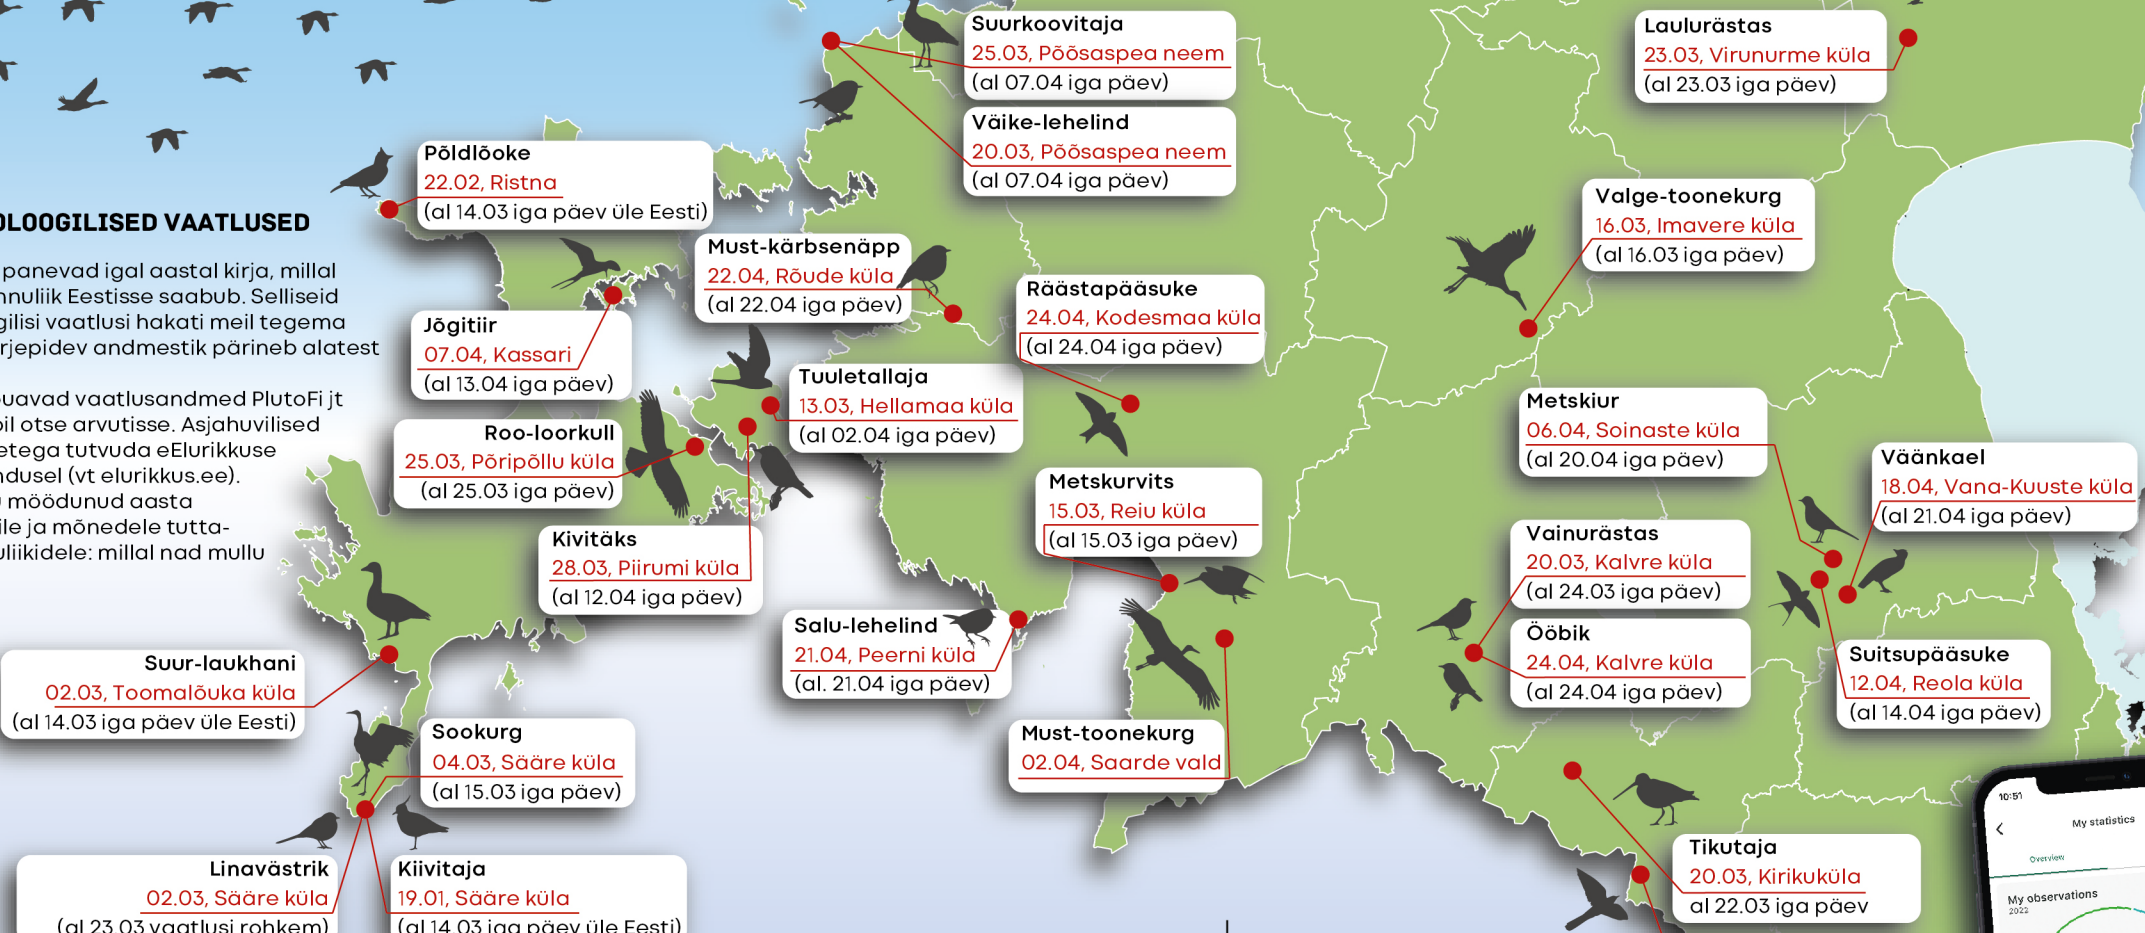 Suurkoovitaja
25.03, Põõsaspea neem
(al 07.04 iga päev)
Väike-lehelind
20.03, Põõsaspea neem
(al 07.04 iga päev)
Laulurästas
23.03, Virunurme küla
(al 23.03 iga päev)
Põldlõoke
22.02, Ristna
(al 14.03 iga päev üle Eesti)
Valge-toonekurg
16.03, Imavere küla
(al 16.03 iga päev)
OLOOGILISED VAATLUSED
panevad igal aastal kirja, millal
nnuliik Eestisse saabub. Selliseid
gilisi vaatlusi hakati meil tegema
rjepidev andmestik pärineb alatest
uavad vaatlusandmed PlutoFi jt
il otse arvutisse. Asjahuvilised
etega tutvuda eElurikkuse
ndusel (vt elurikkus.ee).
möödunud aasta
ile ja mõnedele tutta-
uliikidele: millal nad mullu
Must-kärbsenäpp
22.04, Rõude küla
(al 22.04 iga päev)
Räästapääsuke
24.04, Kodesmaa küla
(al 24.04 iga päev)
Jõgitiir
07.04, Kassari
(al 13.04 iga päev)
Tuuletallaja
13.03, Hellamaa küla
(al 02.04 iga päev)
Roo-loorkull
25.03, Põripõllu küla
(al 25.03 iga päev)
Metskiur
06.04, Soinaste küla
(al 20.04 iga päev)
Väänkael
18.04, Vana-Kuuste küla
(al 21.04 iga päev)
Metskurvits
15.03, Reiu küla
(al 15.03 iga päev)
Kivitäks
28.03, Piirumi küla
(al 12.04 iga päev)
Vainurästas
20.03, Kalvre küla
(al 24.03 iga päev)
Salu-lehelind
21.04, Peerni küla
(al. 21.04 iga päev)
Ööbik
24.04, Kalvre küla
(al 24.04 iga päev)
Suitsupääsuke
12.04, Reola küla
(al 14.04 iga päev)
Suur-laukhani
02.03, Toomalõuka küla
(al 14.03 iga päev üle Eesti)
Sookurg
04.03, Sääre küla
(al 15.03 iga päev)
Must-toonekurg
02.04, Saarde vald
Linavästrik
02.03, Sääre küla
(al 23.03 vaatlusi rohkem)
Kiivitaja
19.01, Sääre küla
(al 14.03 iga päev üle Eesti)
Tikutaja
20.03, Kirikuküla
al 22.03 iga päev
10:51
My statistics
Overview
My observations
2022